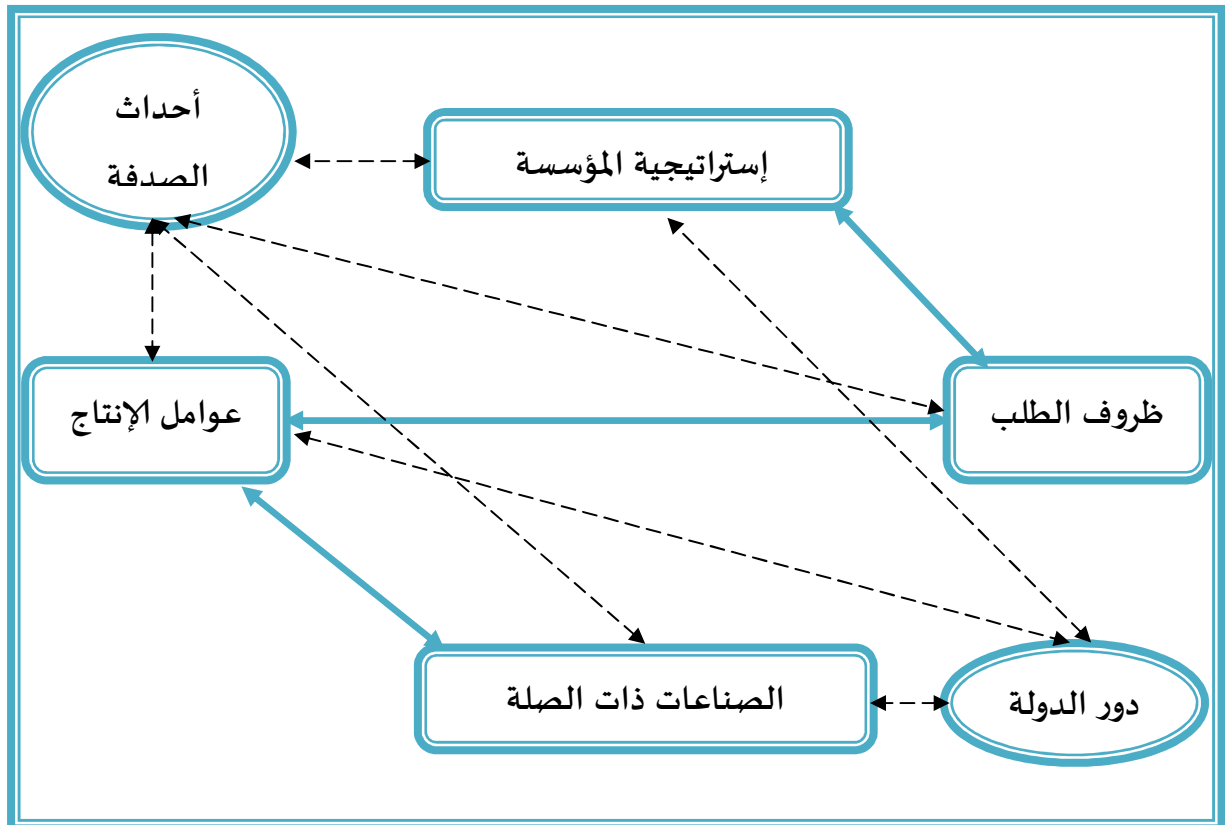 أحداث
الصدفة
إستراتيجية المؤسسة
ظروف الطلب
عوامل الإنتاج
الصناعات ذات الصلة
دور الدولة